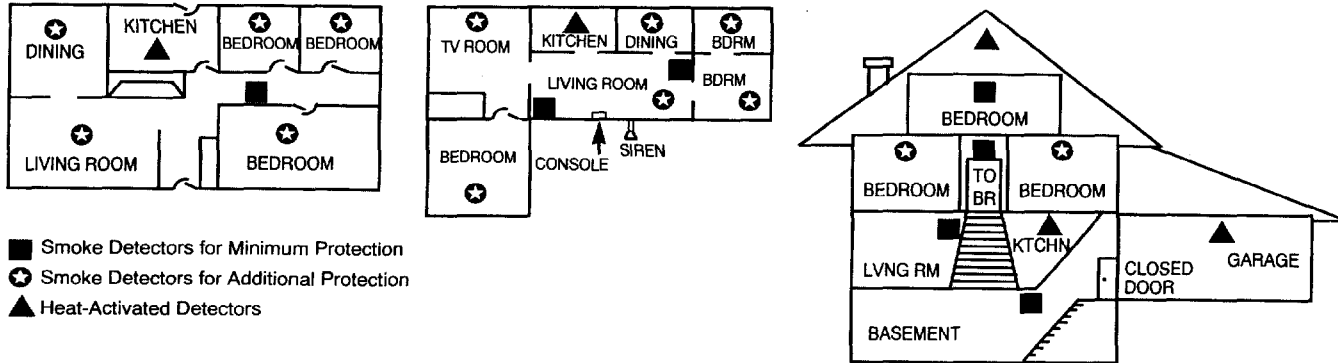 DINING
KITCHEN
BEDROOM
BEDROOM
LIVING ROOM
BEDROOM
TV ROOM
KITCHEN
DINING
BDRM
LIVING ROOM
BDRM
BEDROOM
CONSOLE
SIREN
BEDROOM
BEDROOM
TO
BR
BEDROOM
LVNG RM
KTCHN
CLOSED
DOOR
GARAGE
BASEMENT
Smoke Detectors for Minimum Protection
Smoke Detectors for Additional Protection
Heat-Activated Detectors